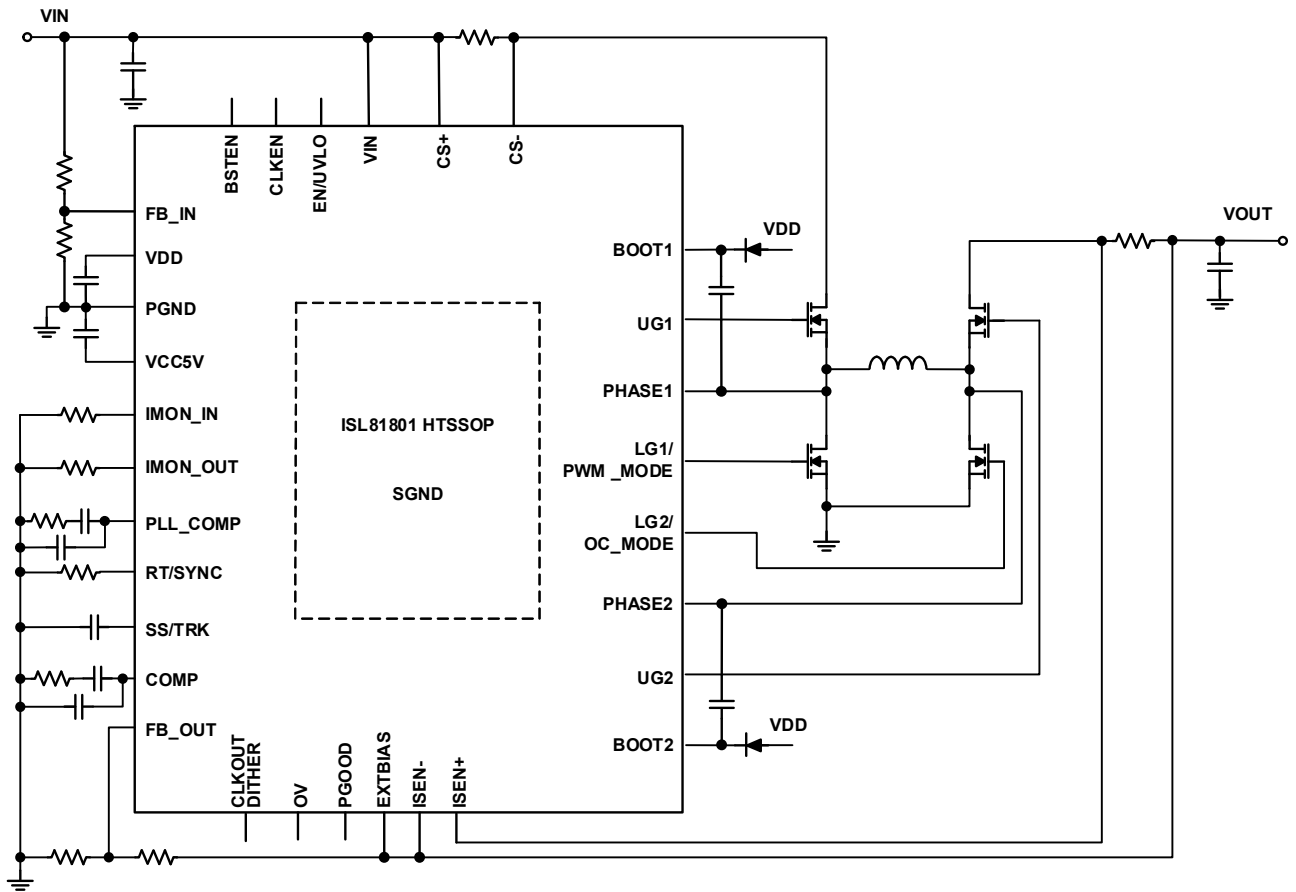 VIN
BSTEN
CLKEN
EN/UVLO
VIN
CS+
CS-
FB_IN
VDD
PGND
VCC5V
IMON_IN
IMON_OUT
PLL_COMP
RT/SYNC
SS/TRK
COMP
FB_OUT
ISL81801 HTSSOP
SGND
BOOT1
VDD
UG1
PHASE1
LG1/
PWM _MODE
LG2/
OC_MODE
PHASE2
UG2
BOOT2
VDD
VOUT
CLKOUT
DITHER
OV
PGOOD
EXTBIAS
ISEN-
ISEN+